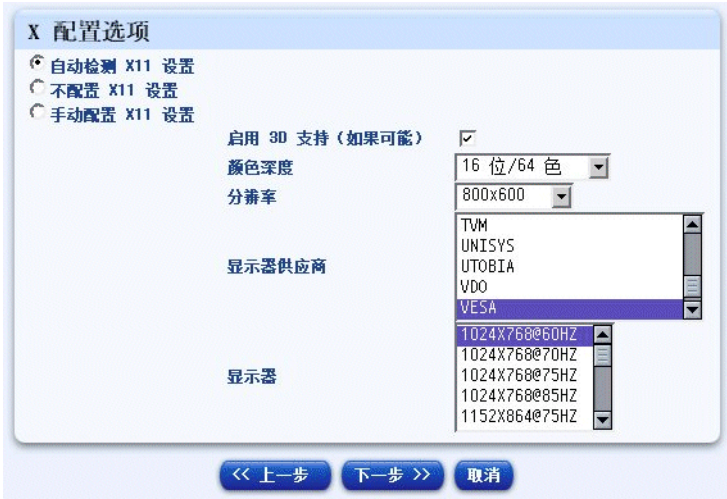 X 配置选项
自动检测 X11 设置
不配置 X11 设置
手动配置 X11 设置
启用 3D 支持（如果可能）
颜色深度 16 位/64 色
分辨率 800x600
显示器供应商
TVM
UNISYS
UTOBIA
VDO
VESA
显示器
1024X768@60HZ
1024X768@70HZ
1024X768@75HZ
1024X768@85HZ
1152X864@75HZ
<< 上一步 下一步 >> 取消